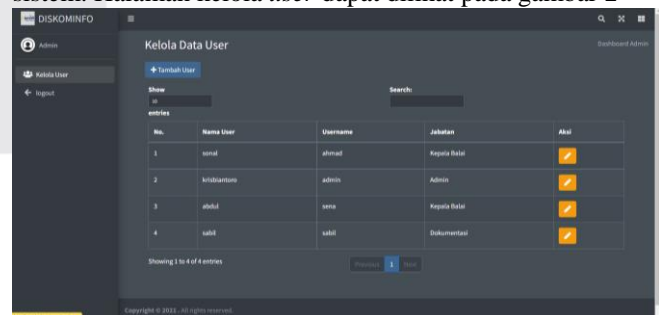 sistem. Halaman kelola user dapat dilihat pada gambar 2
DISKOMINFO
Admin
Kelola User
logout
Kelola Data User
Dashboard Admin
Tambah User
Show
10
entries
Search:
No. Nama User Username Jabatan Aksi
1 sonal ahmad Kepala Balai
2 krisbiantoro admin Admin
3 abdul sena Kepala Balai
4 sabil sabil Dokumentasi
Showing 1 to 4 of 4 entries
Previous 1 Next
Copyright © 2021 . All rights reserved.